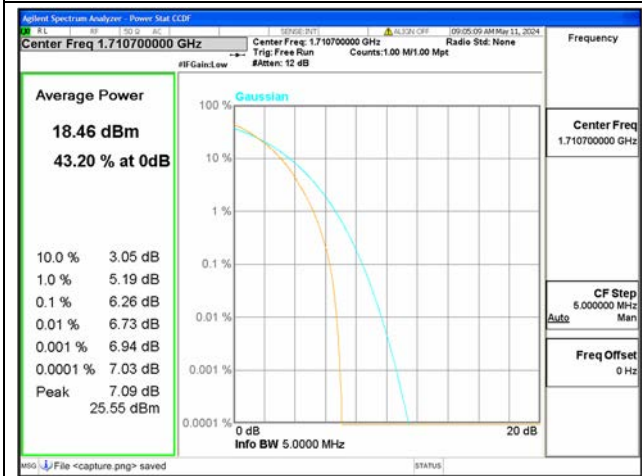 Agilent Spectrum Analyzer - Power Stat CCDF
RL RF 50 Ω AC SENSE:INT ALIGN OFF 09:05:09 AM May 11, 2024
Center Freq 1.710700000 GHz
Center Freq: 1.710700000 GHz Radio Std: None
Trig: Free Run Counts:1.00 M/1.00 Mpt
#IFGain:Low #Atten: 12 dB
Frequency
Average Power
18.46 dBm
43.20 % at 0dB
10.0 % 3.05 dB
1.0 % 5.19 dB
0.1 % 6.26 dB
0.01 % 6.73 dB
0.001 % 6.94 dB
0.0001 % 7.03 dB
Peak 7.09 dB
25.55 dBm
Gaussian
100 %
10 %
1 %
0.1 %
0.01 %
0.001 %
0.0001 %
0 dB 20 dB
Info BW 5.0000 MHz
Center Freq
1.710700000 GHz
CF Step
5.000000 MHz
Auto Man
Freq Offset
0 Hz
MSG File <capture.png> saved STATUS